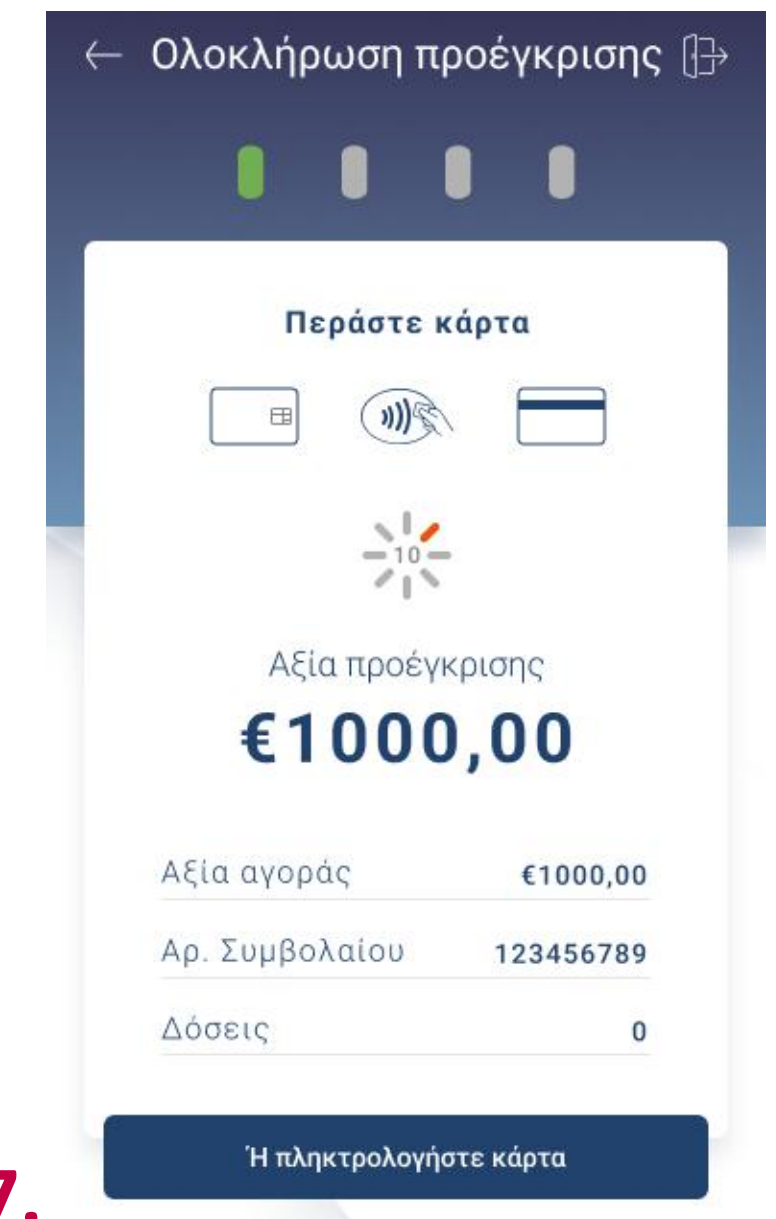 Ολοκλήρωση προέγκρισης
Περάστε κάρτα
10
Αξία προέγκρισης
€1000,00
Αξία αγοράς €1000,00
Αρ. Συμβολαίου 123456789
Δόσεις 0
Ή πληκτρολογήστε κάρτα
7.